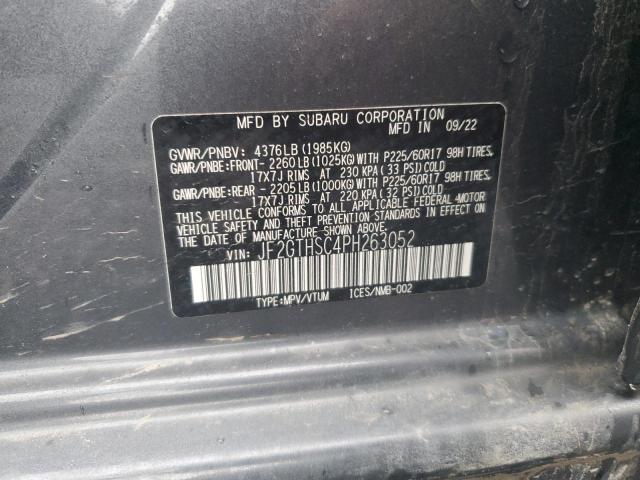 MFD BY SUBARU CORPORATION
MFD IN 09/22
GVWR/PNBV: 4376LB (1985KG)
GAWR/PNBE:FRONT- 2260LB (1025KG) WITH P225/60R17 98H TIRES,
17X7J RIMS AT 230 KPA (33 PSI) COLD
GAWR/PNBE:REAR - 2205LB (1000KG) WITH P225/60R17 98H TIRES,
17X7J RIMS AT 220 KPA (32 PSI) COLD
THIS VEHICLE CONFORMS TO ALL APPLICABLE FEDERAL MOTOR
VEHICLE SAFETY AND THEFT PREVENTION STANDARDS IN EFFECT ON
THE DATE OF MANUFACTURE SHOWN ABOVE.
VIN: JF2GTHSC4PH263052
TYPE:MPV/VTUM ICES/NMB-002